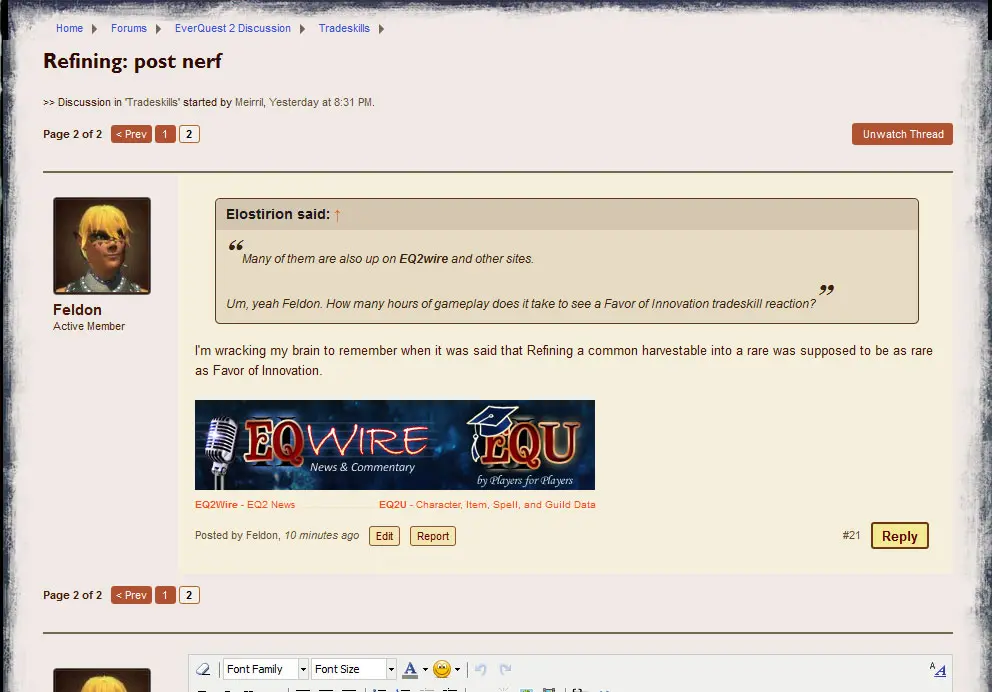 Home Forums EverQuest 2 Discussion Tradeskills
Refining: post nerf
>> Discussion in 'Tradeskills' started by Meirril, Yesterday at 8:31 PM.
Page 2 of 2 < Prev 1 2
Unwatch Thread
Elostirion said: ↑
“Many of them are also up on EQ2wire and other sites.
Um, yeah Feldon. How many hours of gameplay does it take to see a Favor of Innovation tradeskill reaction?”
Feldon
Active Member
I'm wracking my brain to remember when it was said that Refining a common harvestable into a rare was supposed to be as rare
as Favor of Innovation.
EQWIRE EQU
News & Commentary
by Players for Players
EQ2Wire - EQ2 News EQ2U - Character, Item, Spell, and Guild Data
Posted by Feldon, 10 minutes ago Edit Report #21 Reply
Page 2 of 2 < Prev 1 2
Font Family Font Size A A A